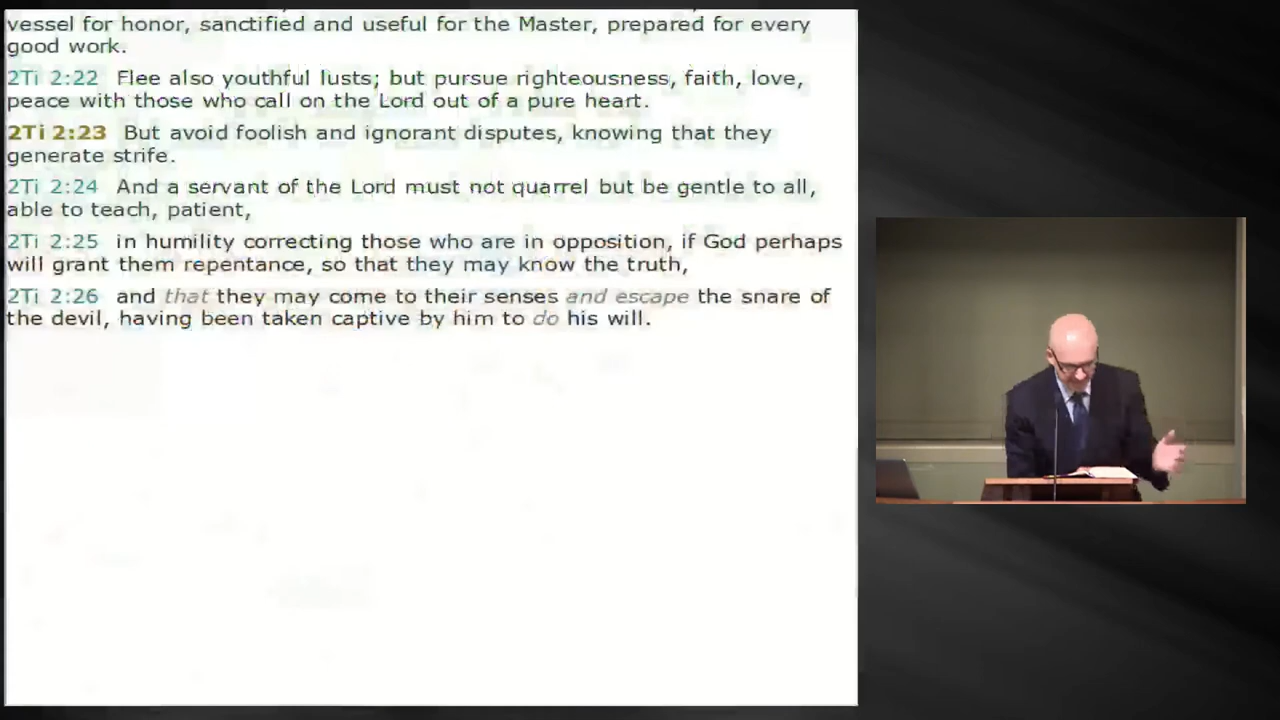 vessel for honor, sanctified and useful for the Master, prepared for every
good work.
2Ti 2:22 Flee also youthful lusts; but pursue righteousness, faith, love,
peace with those who call on the Lord out of a pure heart.
2Ti 2:23 But avoid foolish and ignorant disputes, knowing that they
generate strife.
2Ti 2:24 And a servant of the Lord must not quarrel but be gentle to all,
able to teach, patient,
2Ti 2:25 in humility correcting those who are in opposition, if God perhaps
will grant them repentance, so that they may know the truth,
2Ti 2:26 and that they may come to their senses and escape the snare of
the devil, having been taken captive by him to do his will.